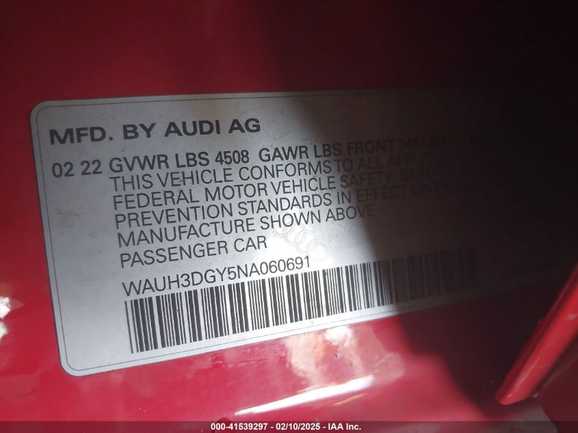 MFD. BY AUDI AG
02 22 GVWR LBS 4508 GAWR LBS FRONT
THIS VEHICLE CONFORMS TO ALL
FEDERAL MOTOR VEHICLE SAFETY
PREVENTION STANDARDS IN EFFECT ON
MANUFACTURE SHOWN ABOVE
PASSENGER CAR
WAUH3DGY5NA060691
000-41539297 - 02/10/2025 - IAA Inc.